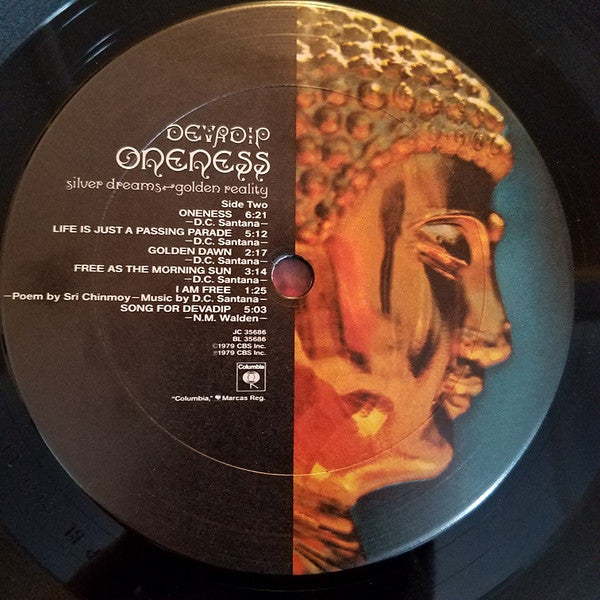 DEVADIP
ONENESS
silver dreams~golden reality
Side Two
ONENESS 6:21
—D.C. Santana—
LIFE IS JUST A PASSING PARADE 5:12
—D.C. Santana—
GOLDEN DAWN 2:17
—D.C. Santana—
FREE AS THE MORNING SUN 3:14
—D.C. Santana—
I AM FREE 1:25
—Poem by Sri Chinmoy—Music by D.C. Santana—
SONG FOR DEVADIP 5:03
—N.M. Walden—
JC 35686
BL 35686
©1979 CBS Inc.
℗1979 CBS Inc.
Columbia
"Columbia," Marcas Reg.